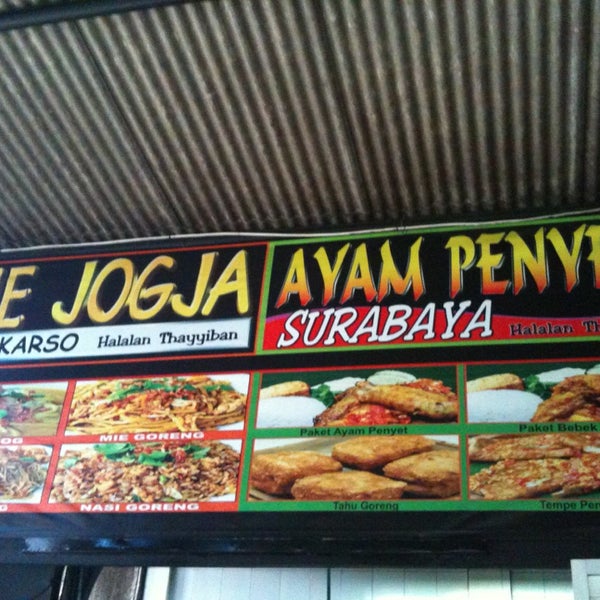 E JOGJA
KARSO Halalan Thayyiban
MIE GORENG
NASI GORENG
AYAM PENYE
SURABAYA Halalan Th
Paket Ayam Penyet
Paket Bebek
Tahu Goreng
Tempe Pen